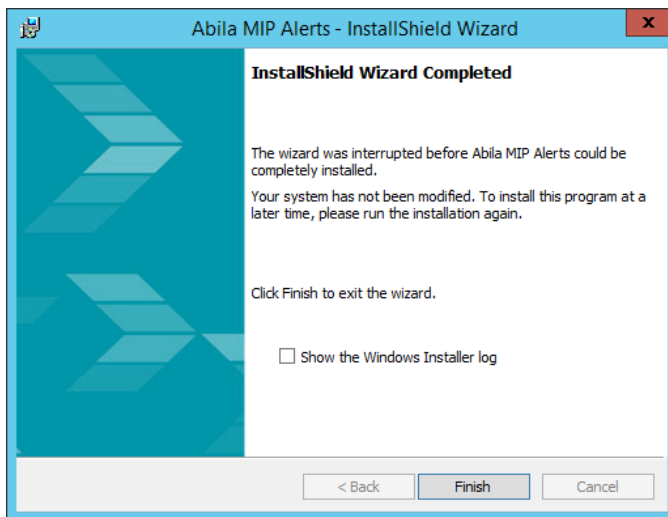 Abila MIP Alerts - InstallShield Wizard
x
InstallShield Wizard Completed
The wizard was interrupted before Abila MIP Alerts could be
completely installed.
Your system has not been modified. To install this program at a
later time, please run the installation again.
Click Finish to exit the wizard.
Show the Windows Installer log
< Back Finish Cancel